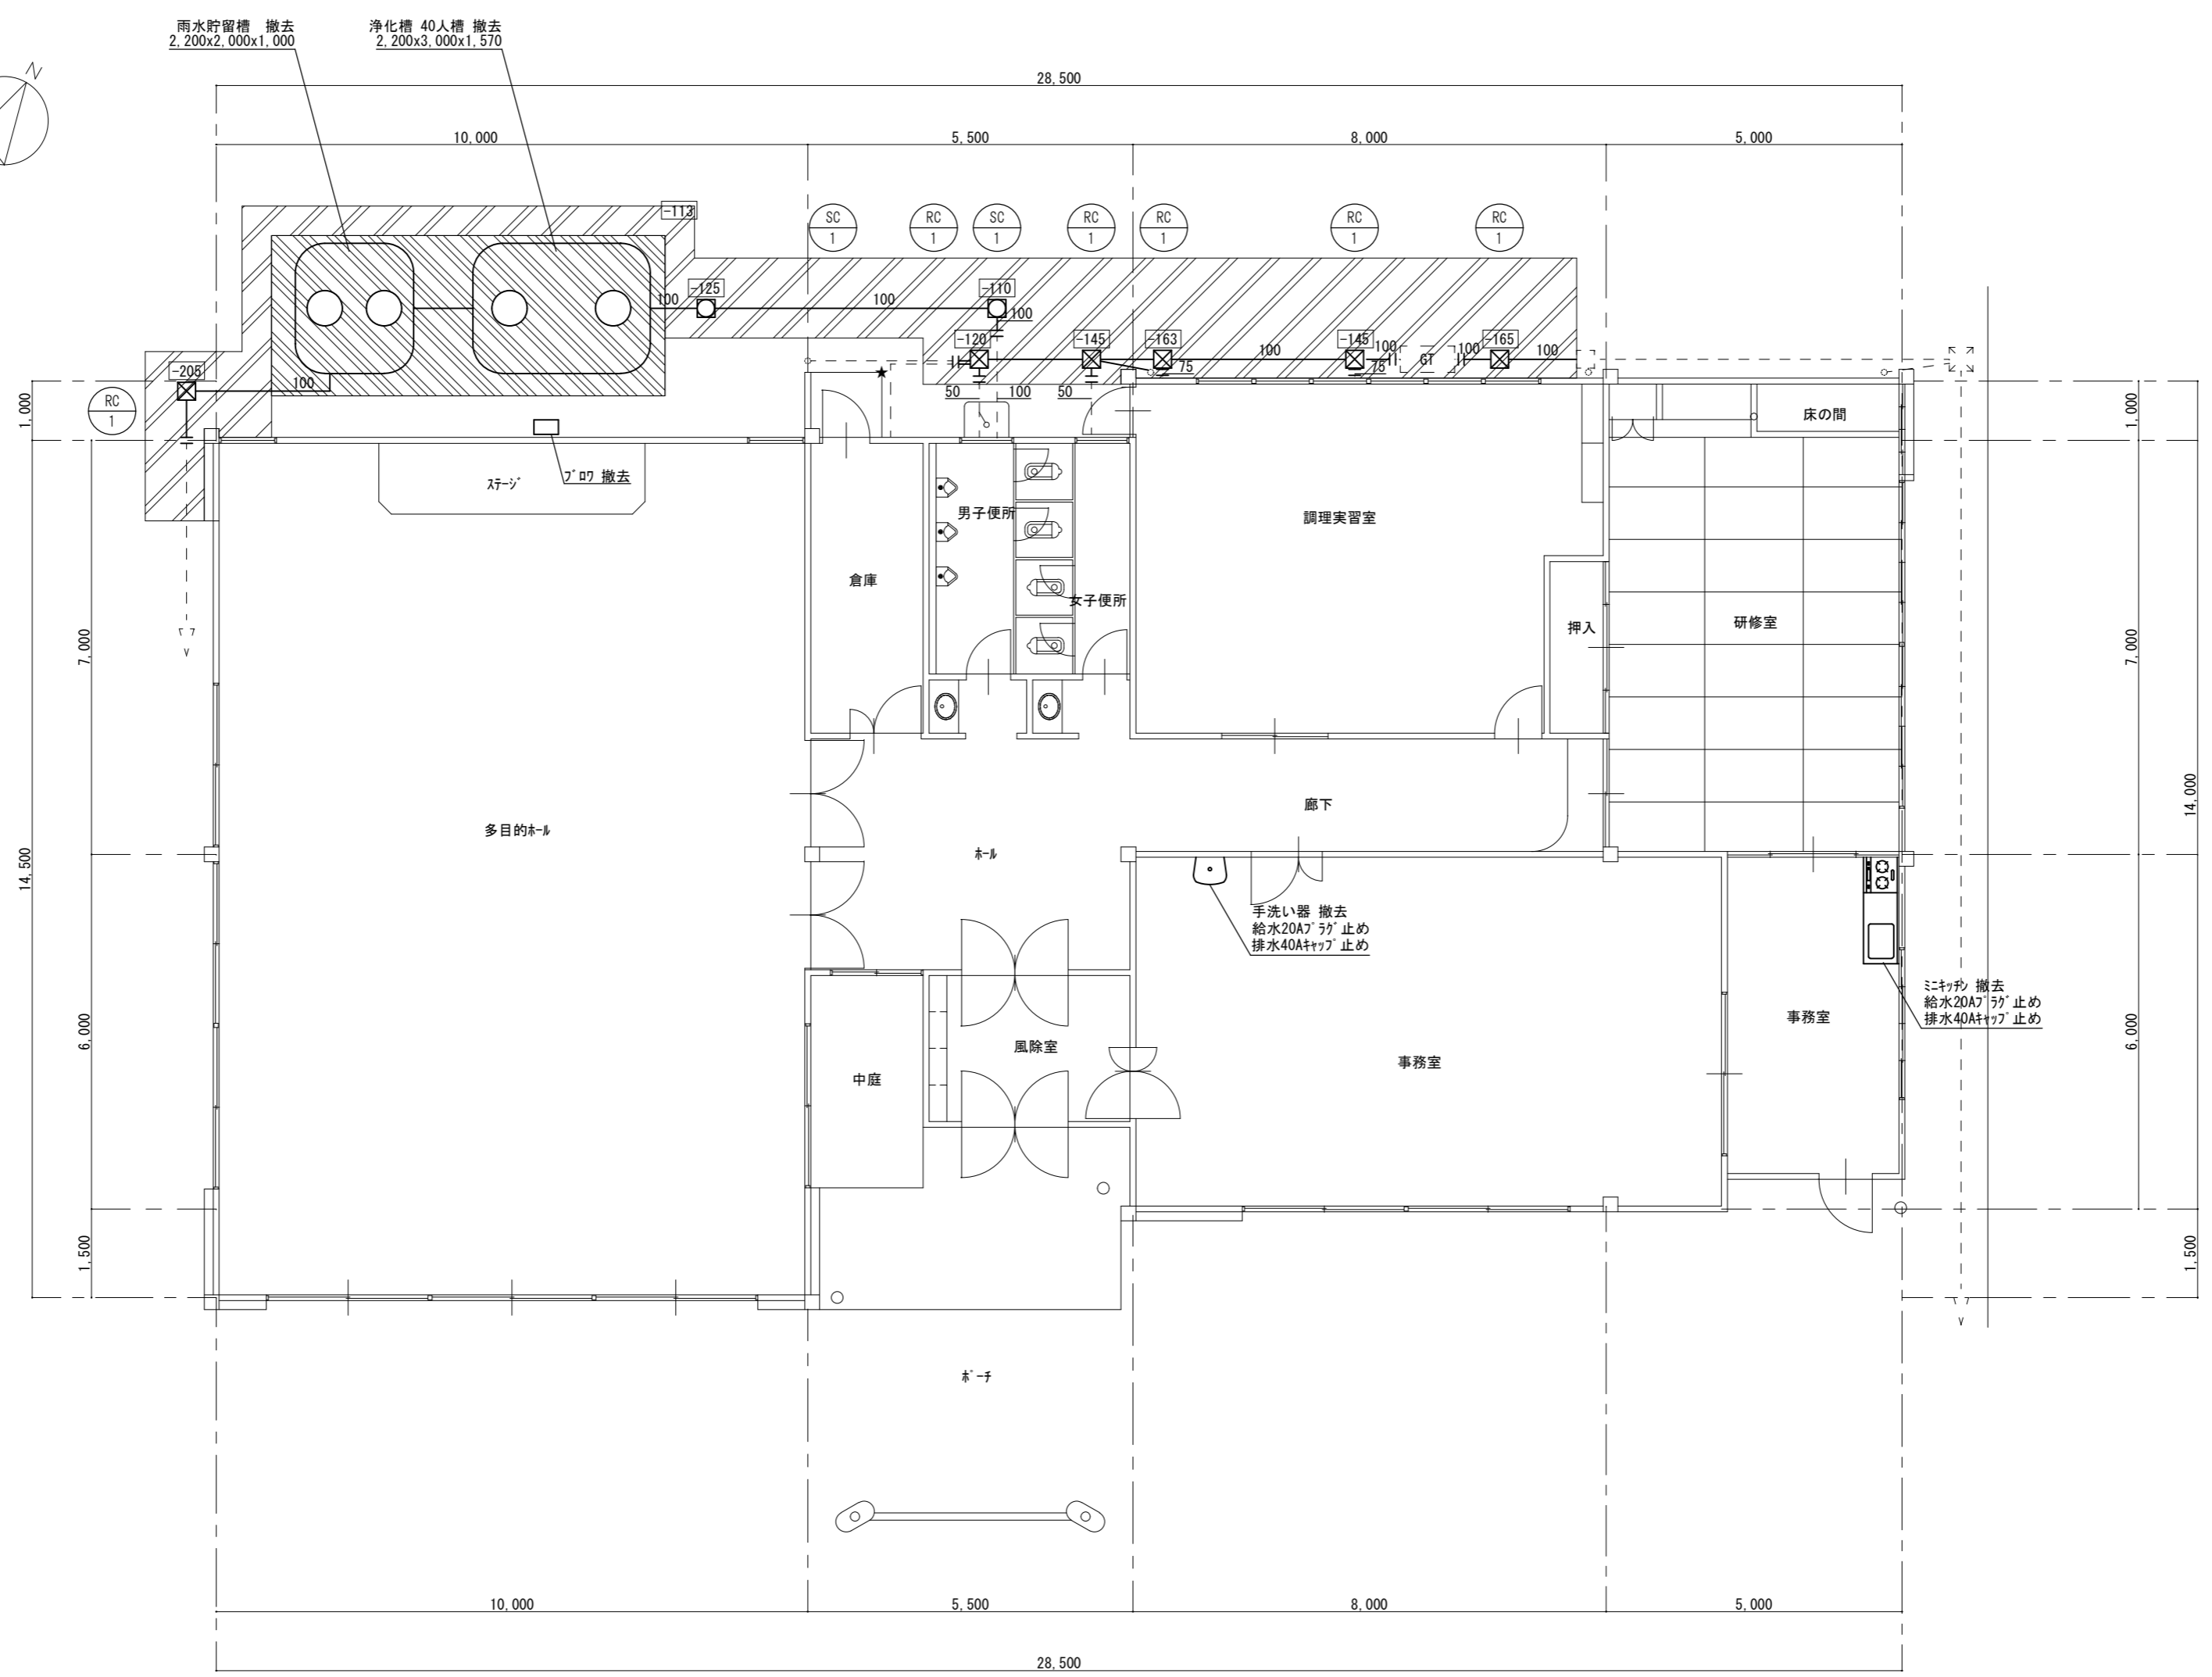 雨水貯留槽　撤去
2,200x2,000x1,000
浄化槽 40人槽 撤去
2,200x3,000x1,570
N
28,500
10,000
5,500
8,000
5,000
-113
SC
1
RC
1
SC
1
RC
1
RC
1
RC
1
RC
1
100
-125
100
-110
100
-120
-145
-163
100
-145
100
GT
100
-165
100
75
75
-205
100
RC
1
50
100
50
1,000
1,000
床の間
ｽﾃｰｼﾞ
ﾌﾞﾛﾜ 撤去
男子便所
調理実習室
倉庫
女子便所
押入
研修室
7,000
7,000
14,500
14,000
多目的ﾎｰﾙ
ﾎｰﾙ
廊下
手洗い器 撤去
給水20Aﾌﾟﾗｸﾞ止め
排水40Aｷｬｯﾌﾟ止め
ﾐﾆｷｯﾁﾝ 撤去
給水20Aﾌﾟﾗｸﾞ止め
排水40Aｷｬｯﾌﾟ止め
6,000
6,000
風除室
中庭
事務室
事務室
1,500
1,500
ﾎﾟｰﾁ
10,000
5,500
8,000
5,000
28,500